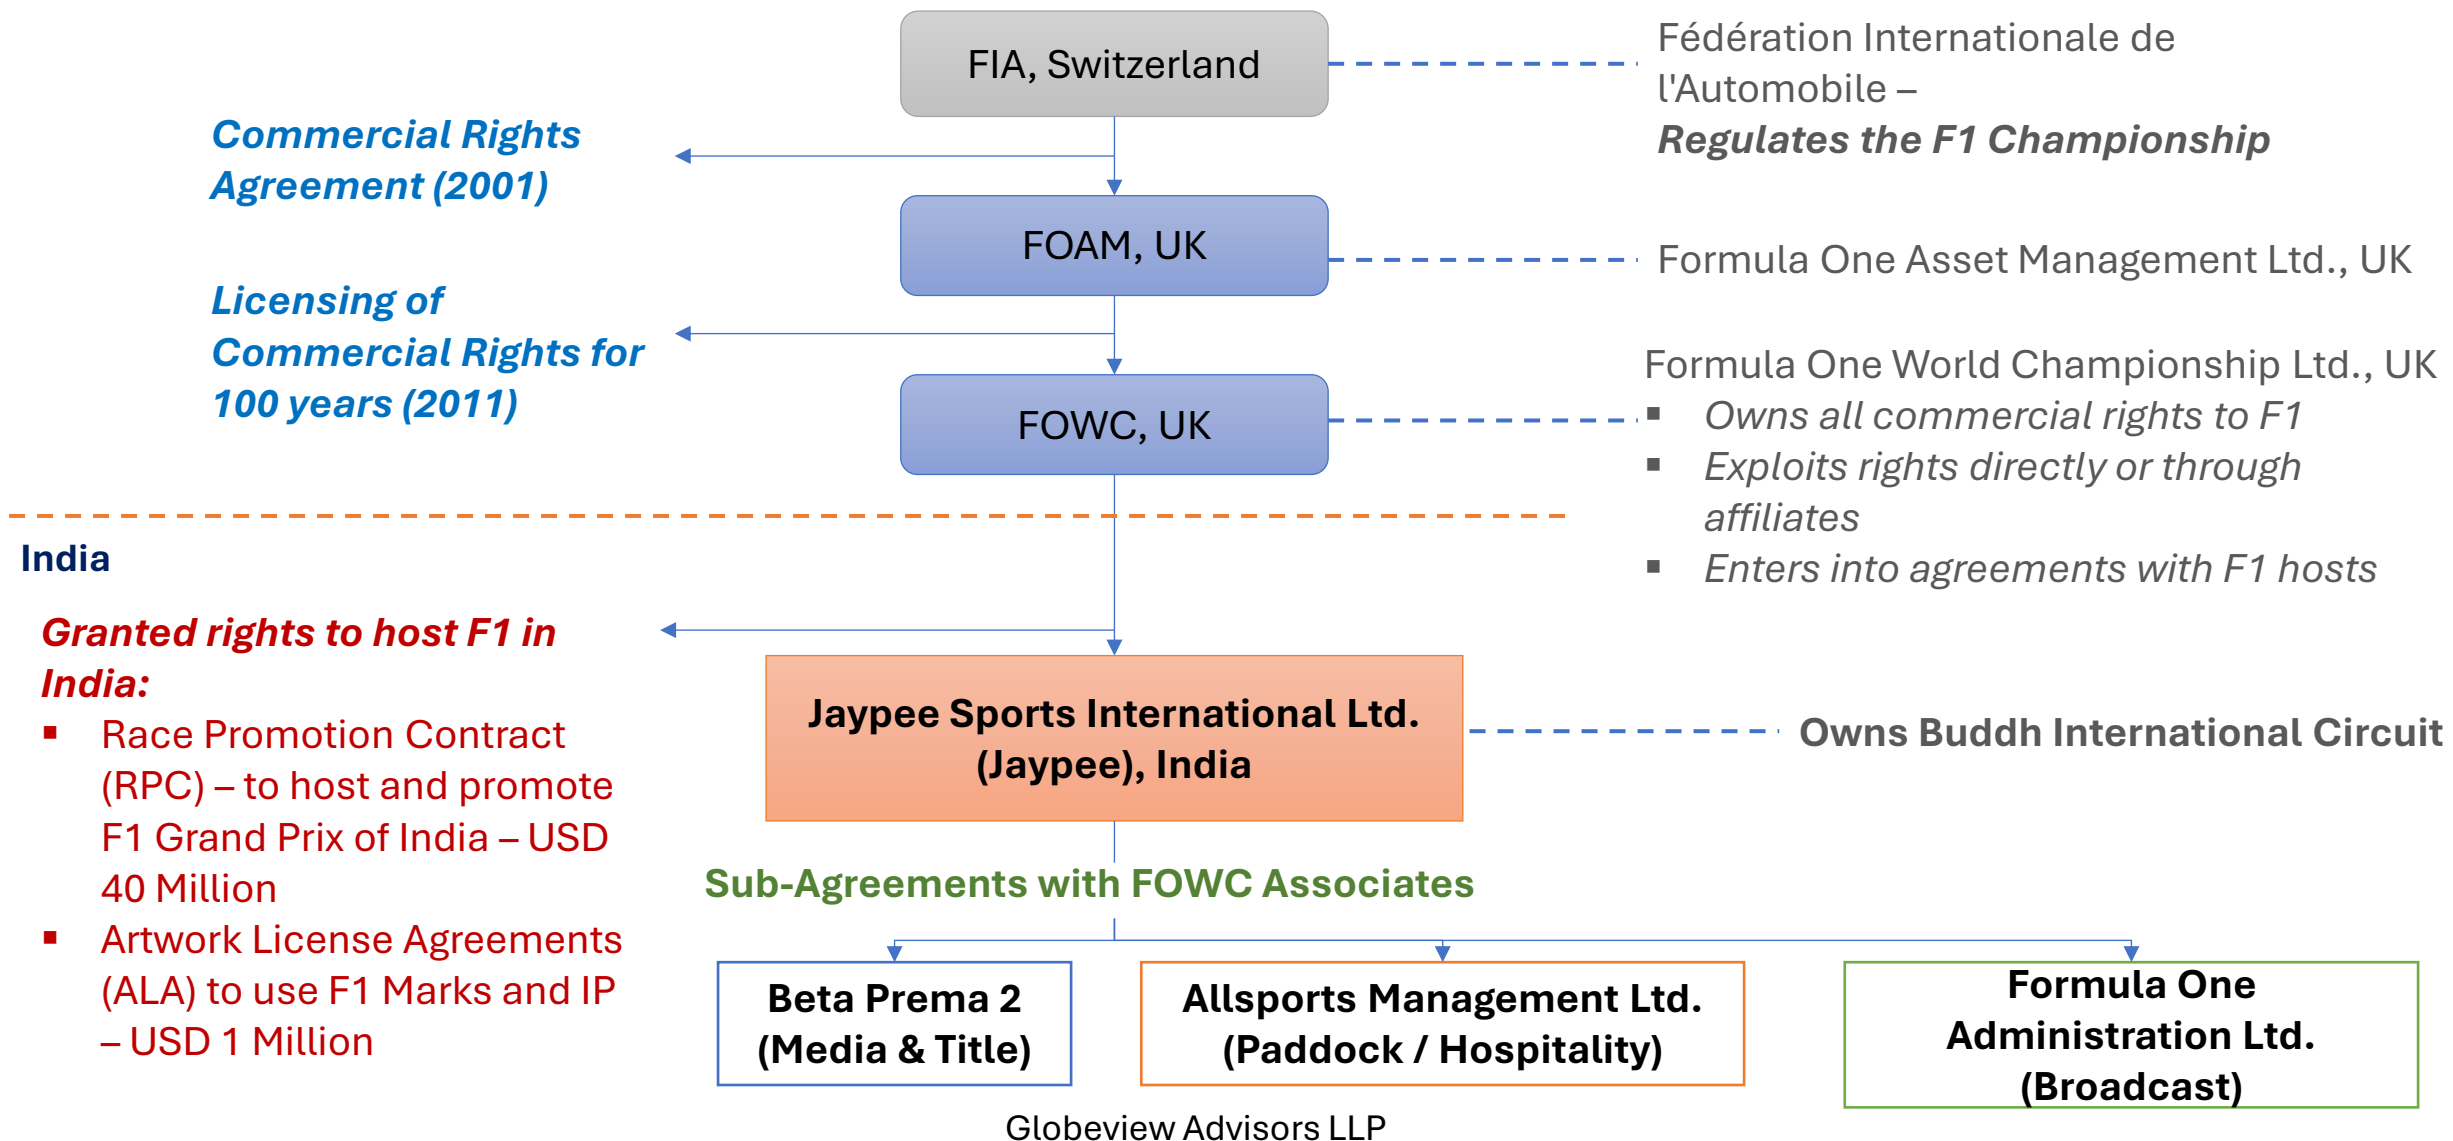 FIA, Switzerland
Fédération Internationale de
l'Automobile –
Regulates the F1 Championship
Commercial Rights
Agreement (2001)
FOAM, UK
Formula One Asset Management Ltd., UK
Licensing of
Commercial Rights for
100 years (2011)
FOWC, UK
Formula One World Championship Ltd., UK
▪ Owns all commercial rights to F1
▪ Exploits rights directly or through
affiliates
▪ Enters into agreements with F1 hosts
India
Granted rights to host F1 in
India:
▪ Race Promotion Contract
(RPC) – to host and promote
F1 Grand Prix of India – USD
40 Million
▪ Artwork License Agreements
(ALA) to use F1 Marks and IP
– USD 1 Million
Jaypee Sports International Ltd.
(Jaypee), India
Owns Buddh International Circuit
Sub-Agreements with FOWC Associates
Beta Prema 2
(Media & Title)
Allsports Management Ltd.
(Paddock / Hospitality)
Formula One
Administration Ltd.
(Broadcast)
Globeview Advisors LLP